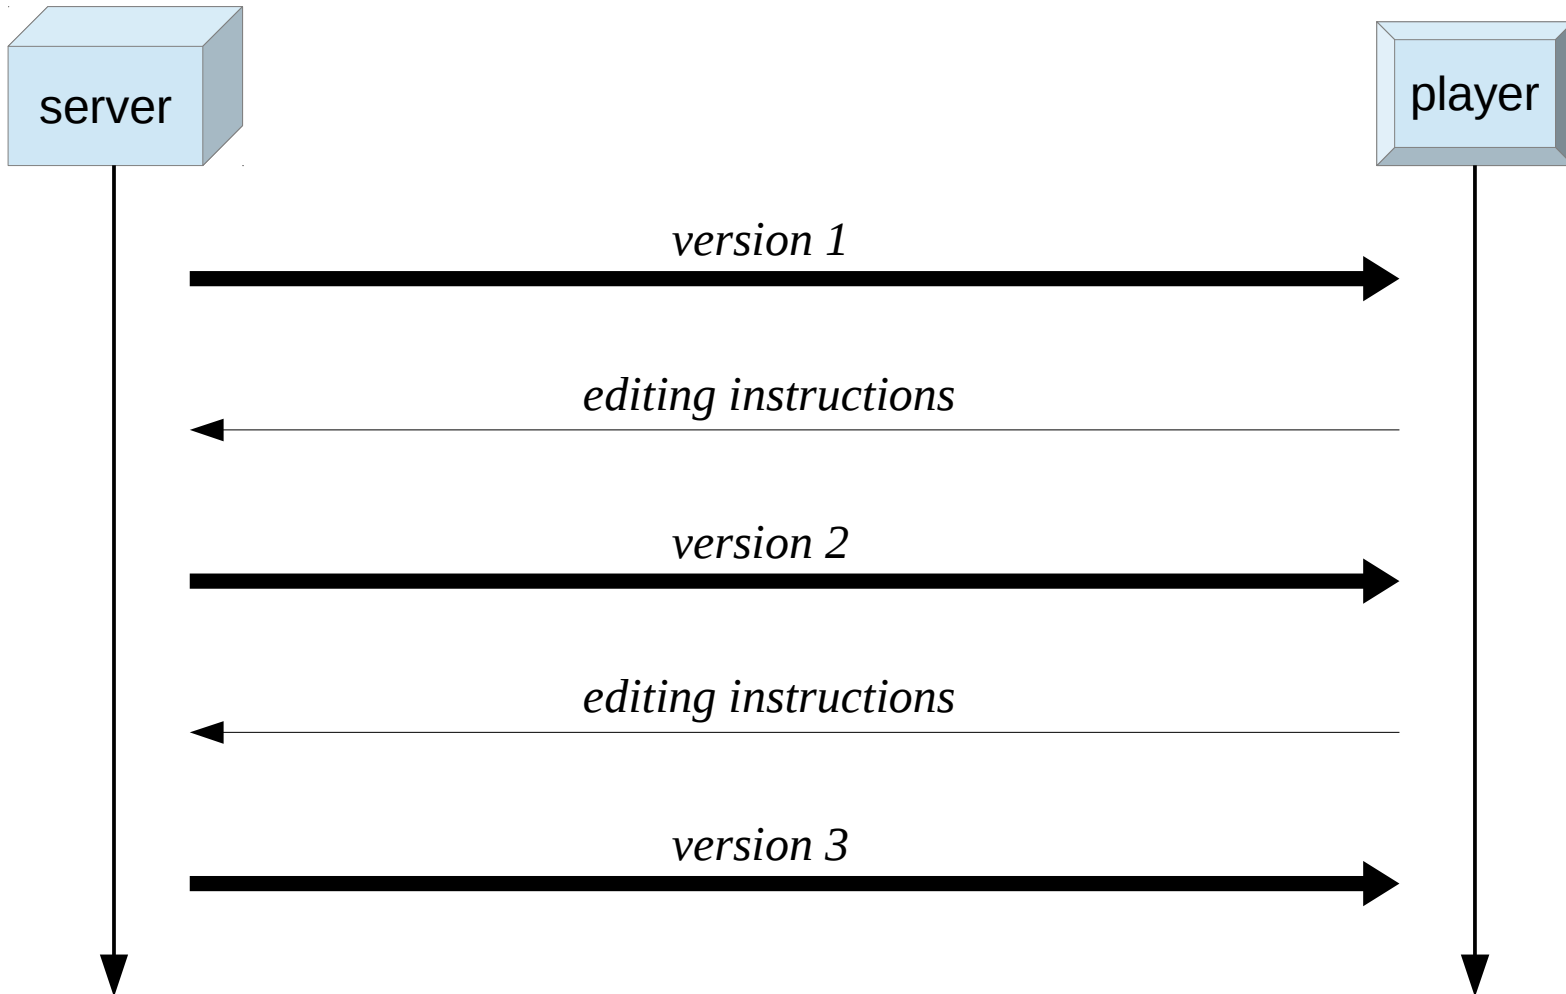 server
player
version 1
editing instructions
version 2
editing instructions
version 3